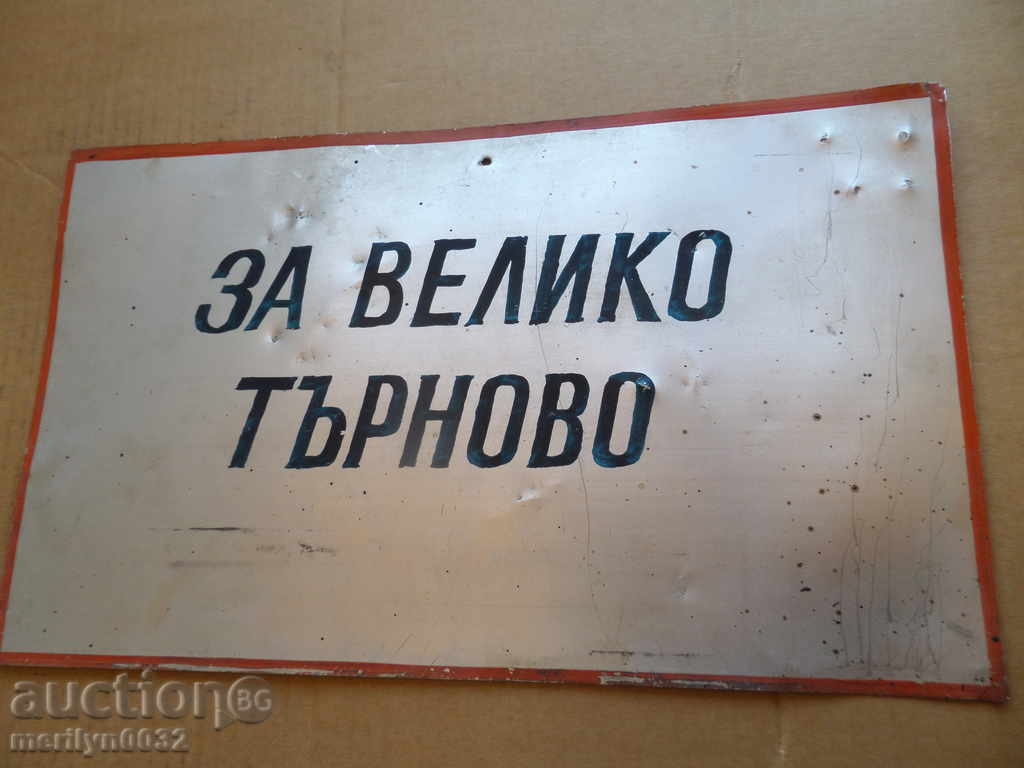 ЗА ВЕЛИКО
ТЪРНОВО
auction BG
merilyn0032